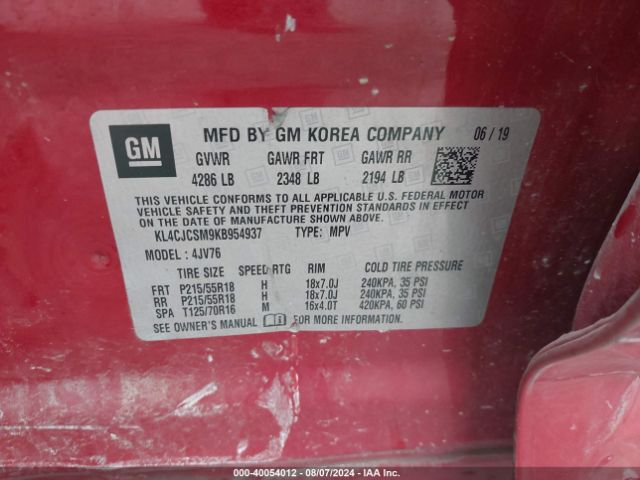 GM
MFD BY GM KOREA COMPANY 06/19
GVWR GAWR FRT GAWR RR
4286 LB 2348 LB 2194 LB
THIS VEHICLE CONFORMS TO ALL APPLICABLE U.S. FEDERAL MOTOR
VEHICLE SAFETY, BUMPER, AND THEFT PREVENTION STANDARDS IN EFFECT
ON THE DATE OF MANUFACTURE SHOWN ABOVE.
KL4CJCSM9KB954937 TYPE: MPV
MODEL: 4JV76
TIRE SIZE SPEED RTG RIM COLD TIRE PRESSURE
FRT P215/55R18 H 18x7.0J 240KPA, 35 PSI
RR P215/55R18 H 18x7.0J 240KPA, 35 PSI
SPA T125/70R16 M 16x4.0T 420KPA, 60 PSI
SEE OWNER'S MANUAL FOR MORE INFORMATION.
000-40054012 - 08/07/2024 - IAA Inc.